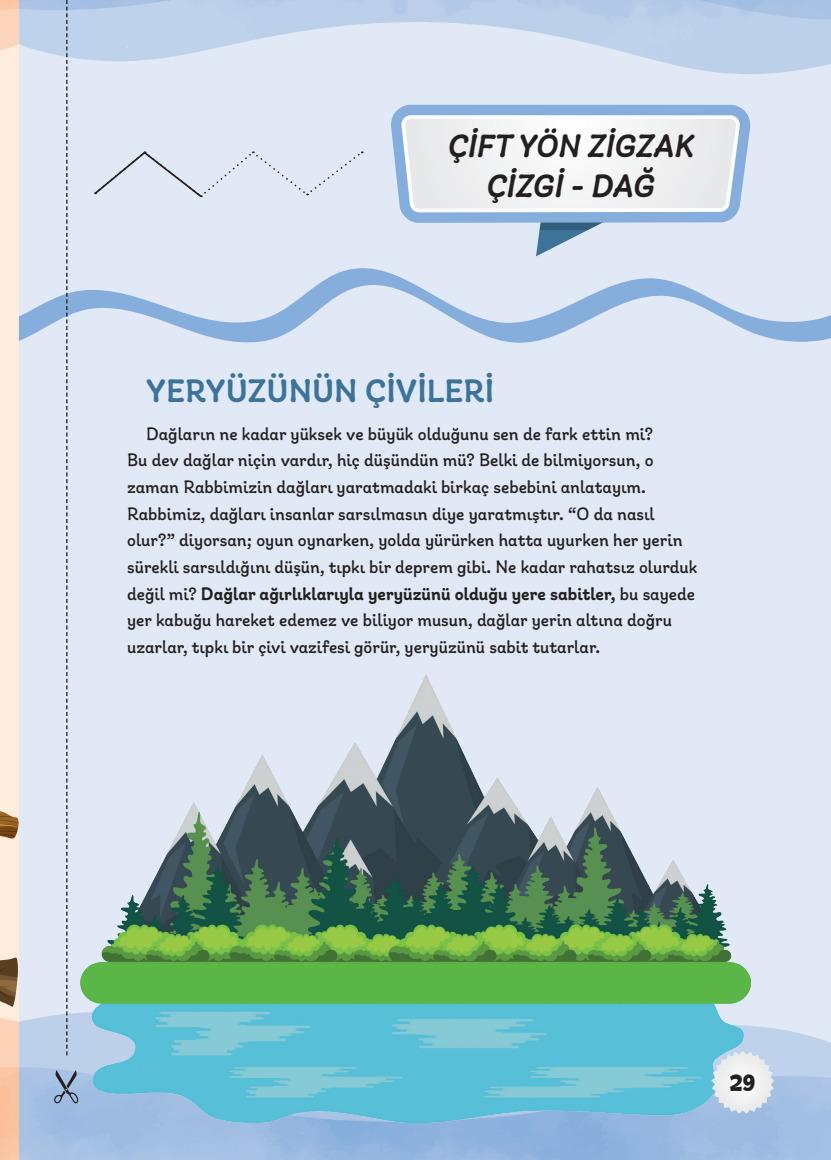 ÇİFT YÖN ZİGZAK
ÇİZGİ - DAĞ
YERYÜZÜNÜN ÇİVİLERİ
Dağların ne kadar yüksek ve büyük olduğunu sen de fark ettin mi?
Bu dev dağlar niçin vardır, hiç düşündün mü? Belki de bilmiyorsun, o
zaman Rabbimizin dağları yaratmadaki birkaç sebebini anlatayım.
Rabbimiz, dağları insanlar sarsılmasın diye yaratmıştır. “O da nasıl
olur?” diyorsan; oyun oynarken, yolda yürürken hatta uyurken her yerin
sürekli sarsıldığını düşün, tıpkı bir deprem gibi. Ne kadar rahatsız olurduk
değil mi? Dağlar ağırlıklarıyla yeryüzünü olduğu yere sabitler, bu sayede
yer kabuğu hareket edemez ve biliyor musun, dağlar yerin altına doğru
uzarlar, tıpkı bir çivi vazifesi görür, yeryüzünü sabit tutarlar.
29